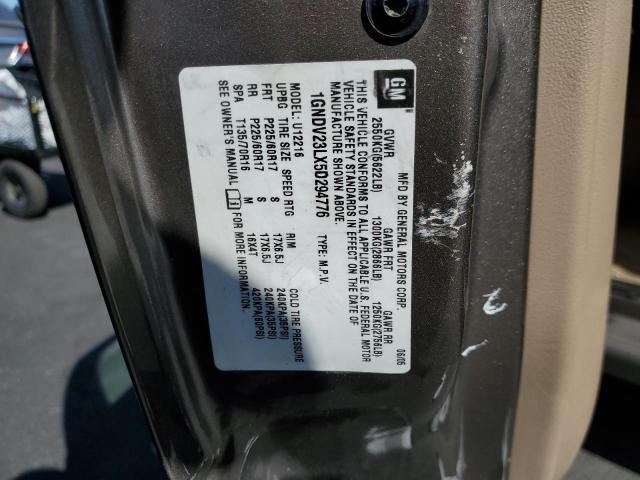 GM
MFD BY GENERAL MOTORS CORP. 06/05
GVWR GAWR FRT GAWR RR
2550KG(5622LB) 1300KG(2866LB) 1250KG(2756LB)
THIS VEHICLE CONFORMS TO ALL APPLICABLE U.S. FEDERAL MOTOR
VEHICLE SAFETY STANDARDS IN EFFECT ON THE DATE OF
MANUFACTURE SHOWN ABOVE.
1GNDV23LX5D294776 TYPE: M.P.V.
MODEL: U12216
UPBG TIRE SIZE SPEED RTG RIM COLD TIRE PRESSURE
FRT P225/60R17 S 17X6.5J 240KPA(35PSI)
RR P225/60R17 S 17X6.5J 240KPA(35PSI)
SPA T135/70R16 M 16X4T 420KPA(60PSI)
SEE OWNER'S MANUAL FOR MORE INFORMATION.